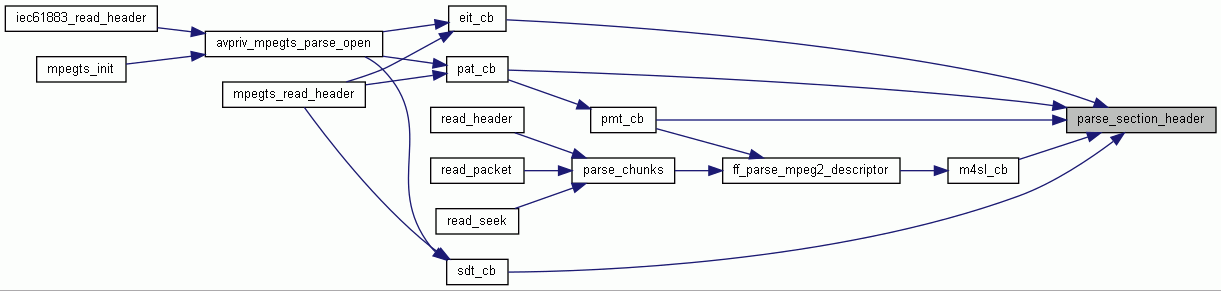 iec61883_read_header
mpegts_init
avpriv_mpegts_parse_open
mpegts_read_header
eit_cb
pat_cb
read_header
read_packet
read_seek
sdt_cb
pmt_cb
parse_chunks
ff_parse_mpeg2_descriptor
m4sl_cb
parse_section_header